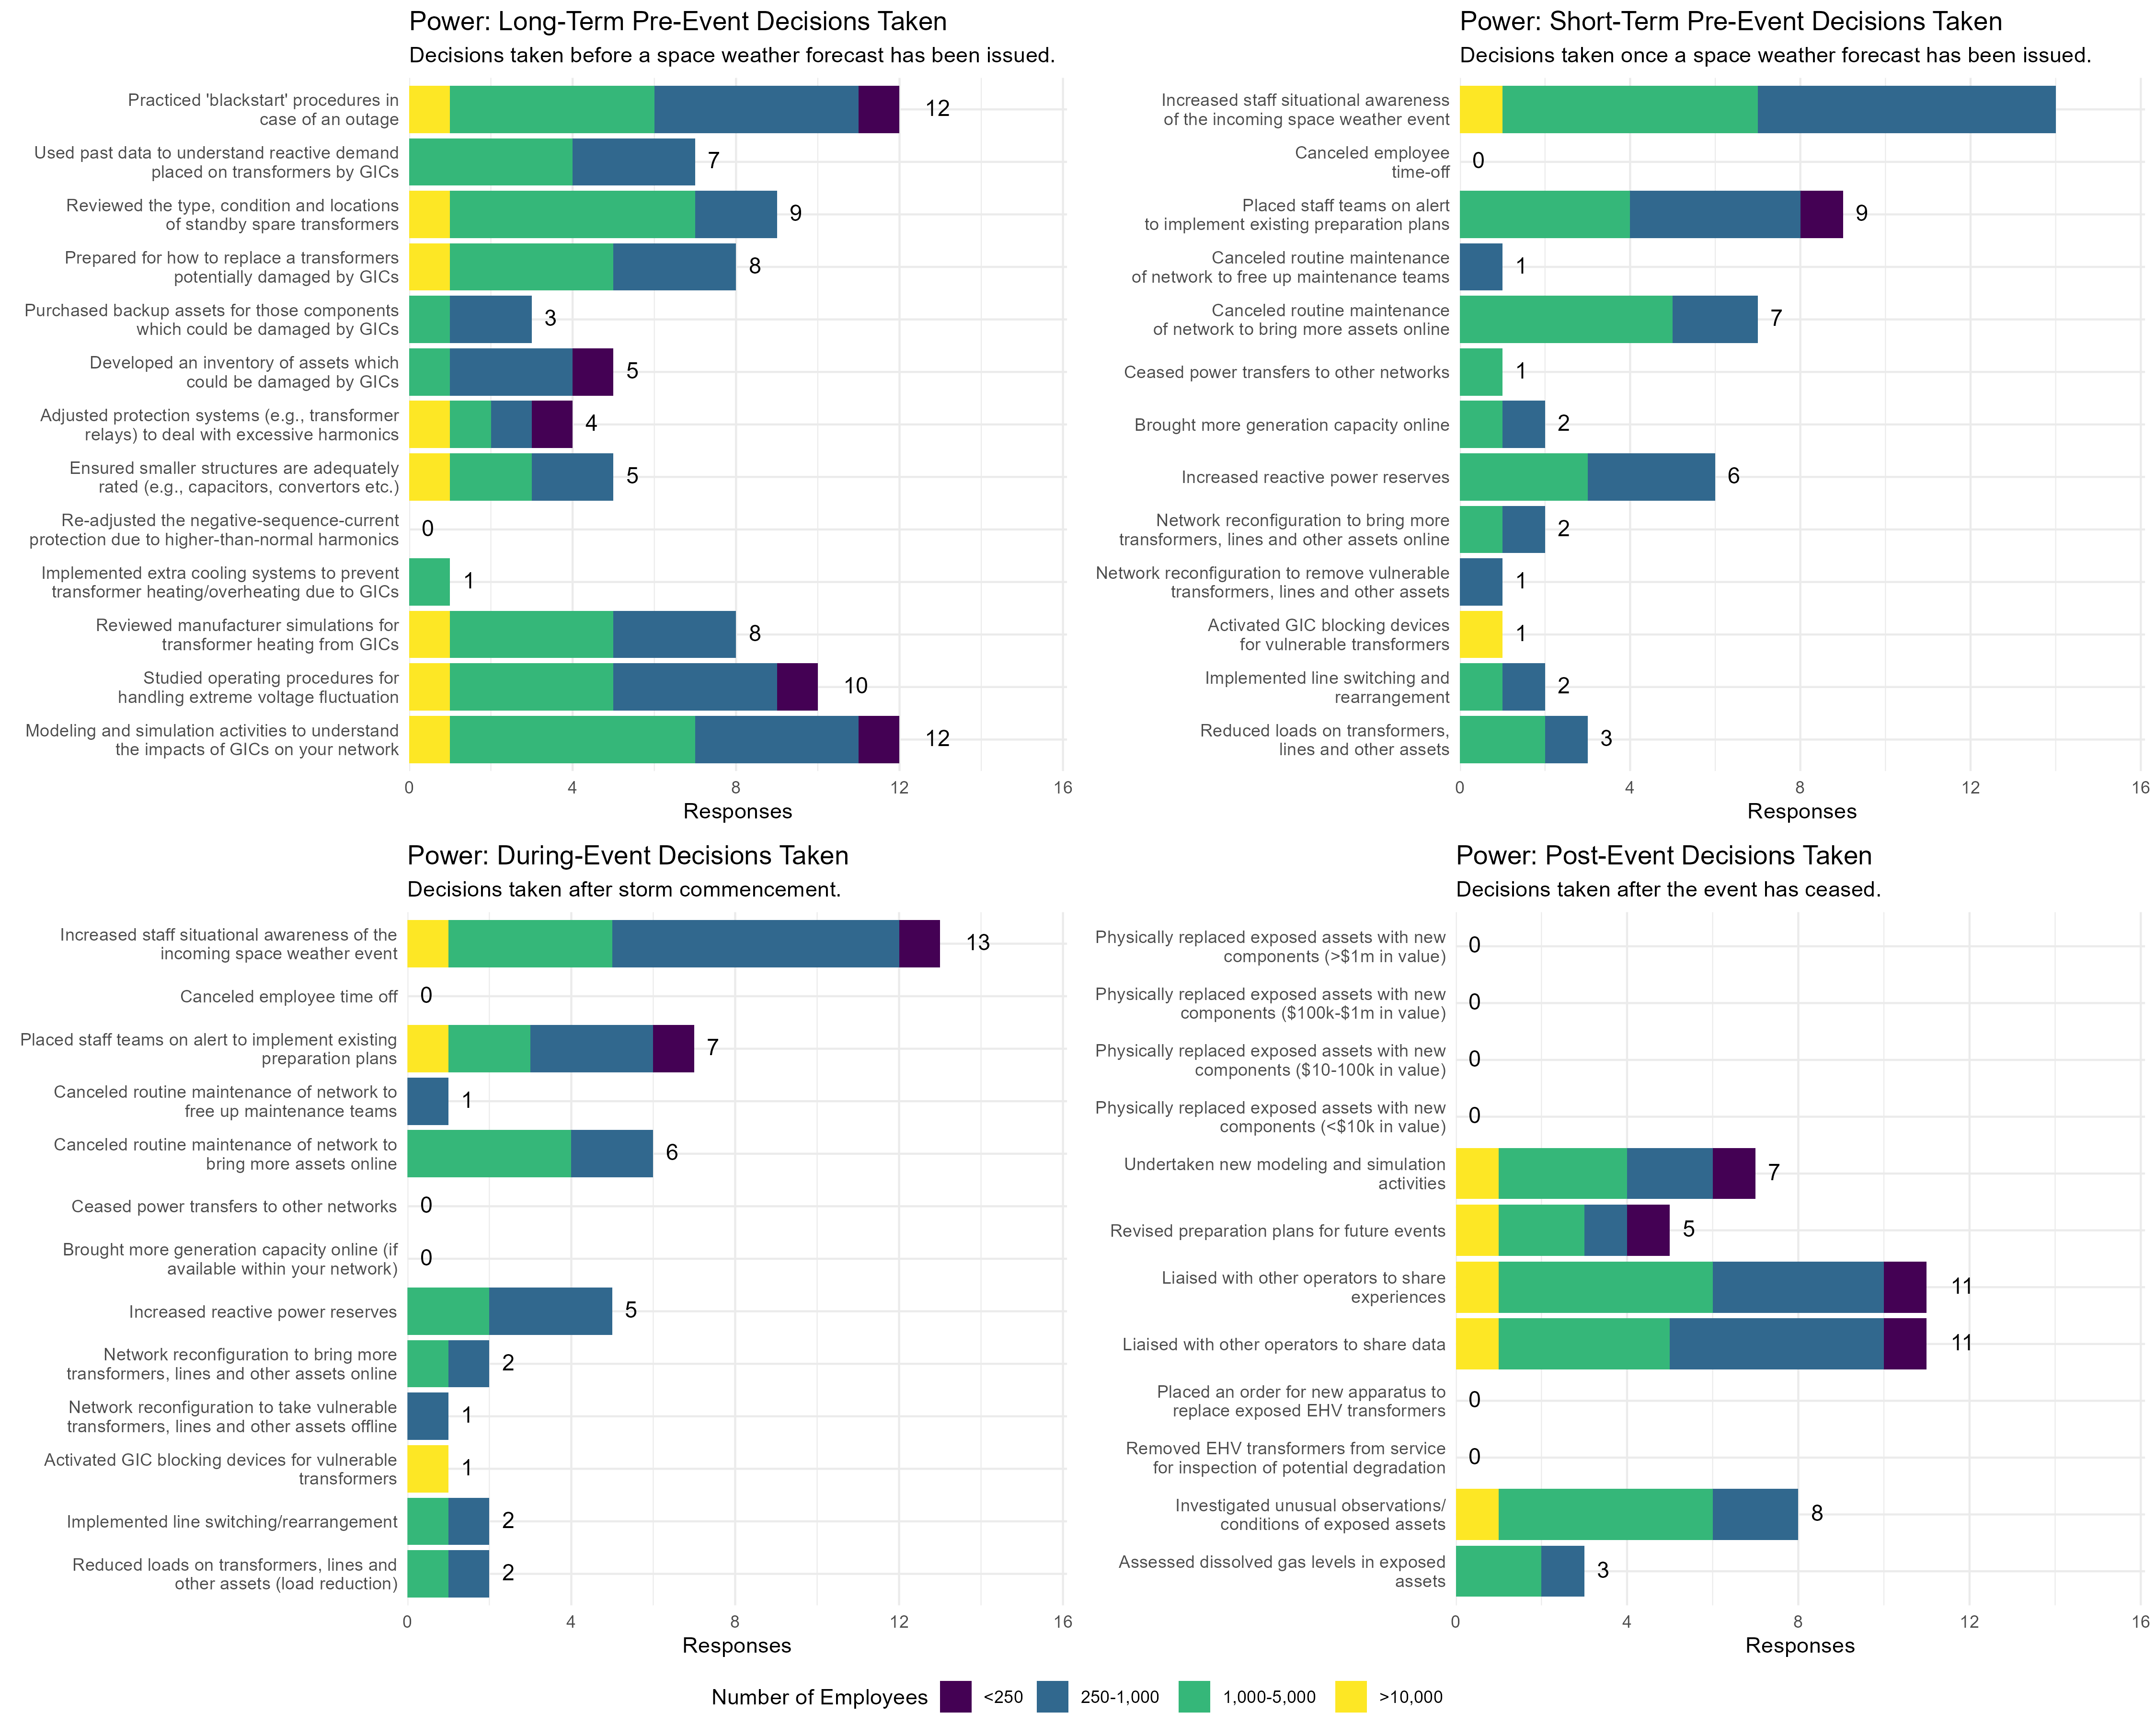 Power: Long-Term Pre-Event Decisions Taken
Decisions taken before a space weather forecast has been issued.
Practiced 'blackstart' procedures in
case of an outage
12
Used past data to understand reactive demand
placed on transformers by GICs
7
Reviewed the type, condition and locations
of standby spare transformers
9
Prepared for how to replace a transformers
potentially damaged by GICs
8
Purchased backup assets for those components
which could be damaged by GICs
3
Developed an inventory of assets which
could be damaged by GICs
5
Adjusted protection systems (e.g., transformer
relays) to deal with excessive harmonics
4
Ensured smaller structures are adequately
rated (e.g., capacitors, convertors etc.)
5
Re-adjusted the negative-sequence-current
protection due to higher-than-normal harmonics
0
Implemented extra cooling systems to prevent
transformer heating/overheating due to GICs
1
Reviewed manufacturer simulations for
transformer heating from GICs
8
Studied operating procedures for
handling extreme voltage fluctuation
10
Modeling and simulation activities to understand
the impacts of GICs on your network
12
0 4 8 12 16
Responses
Power: Short-Term Pre-Event Decisions Taken
Decisions taken once a space weather forecast has been issued.
Increased staff situational awareness
of the incoming space weather event
Canceled employee
time-off
0
Placed staff teams on alert
to implement existing preparation plans
9
Canceled routine maintenance
of network to free up maintenance teams
1
Canceled routine maintenance
of network to bring more assets online
7
Ceased power transfers to other networks
1
Brought more generation capacity online
2
Increased reactive power reserves
6
Network reconfiguration to bring more
transformers, lines and other assets online
2
Network reconfiguration to remove vulnerable
transformers, lines and other assets
1
Activated GIC blocking devices
for vulnerable transformers
1
Implemented line switching and
rearrangement
2
Reduced loads on transformers,
lines and other assets
3
0 4 8 12 16
Responses
Power: During-Event Decisions Taken
Decisions taken after storm commencement.
Increased staff situational awareness of the
incoming space weather event
13
Canceled employee time off
0
Placed staff teams on alert to implement existing
preparation plans
7
Canceled routine maintenance of network to
free up maintenance teams
1
Canceled routine maintenance of network to
bring more assets online
6
Ceased power transfers to other networks
0
Brought more generation capacity online (if
available within your network)
0
Increased reactive power reserves
5
Network reconfiguration to bring more
transformers, lines and other assets online
2
Network reconfiguration to take vulnerable
transformers, lines and other assets offline
1
Activated GIC blocking devices for vulnerable
transformers
1
Implemented line switching/rearrangement
2
Reduced loads on transformers, lines and
other assets (load reduction)
2
0 4 8 12 16
Responses
Power: Post-Event Decisions Taken
Decisions taken after the event has ceased.
Physically replaced exposed assets with new
components (>$1m in value)
0
Physically replaced exposed assets with new
components ($100k-$1m in value)
0
Physically replaced exposed assets with new
components ($10-100k in value)
0
Physically replaced exposed assets with new
components (<$10k in value)
0
Undertaken new modeling and simulation
activities
7
Revised preparation plans for future events
5
Liaised with other operators to share
experiences
11
Liaised with other operators to share data
11
Placed an order for new apparatus to
replace exposed EHV transformers
0
Removed EHV transformers from service
for inspection of potential degradation
0
Investigated unusual observations/
conditions of exposed assets
8
Assessed dissolved gas levels in exposed
assets
3
0 4 8 12 16
Responses
Number of Employees <250 250-1,000 1,000-5,000 >10,000